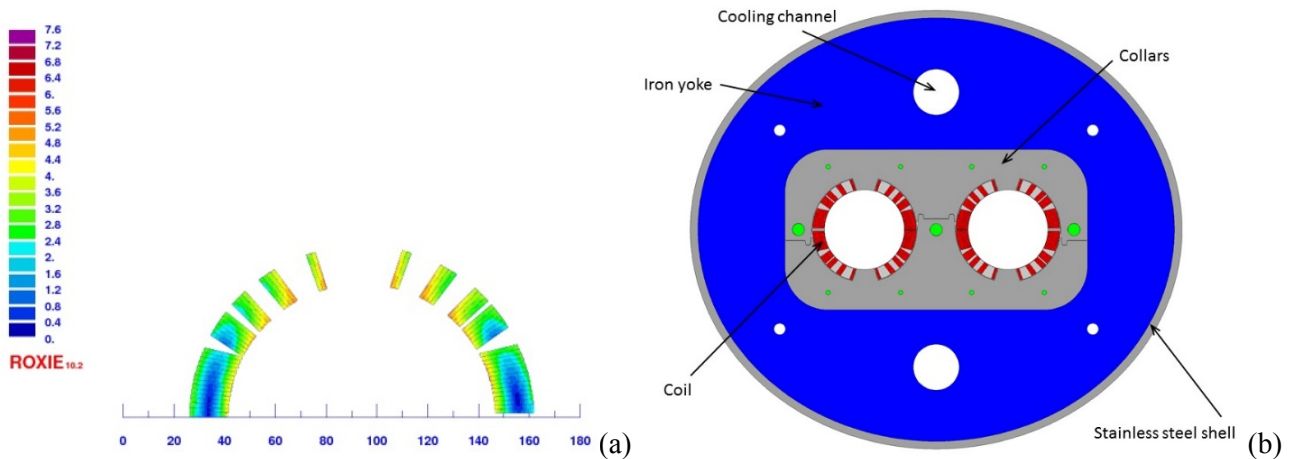 7.6
7.2
6.8
6.4
6.
5.6
5.2
4.8
4.4
4.
3.6
3.2
2.8
2.4
2.
1.6
1.2
0.8
0.4
0.
ROXIE 10.2
0 20 40 60 80 100 120 140 160 180
(a)
Cooling channel
Collars
Iron yoke
Coil
Stainless steel shell
(b)